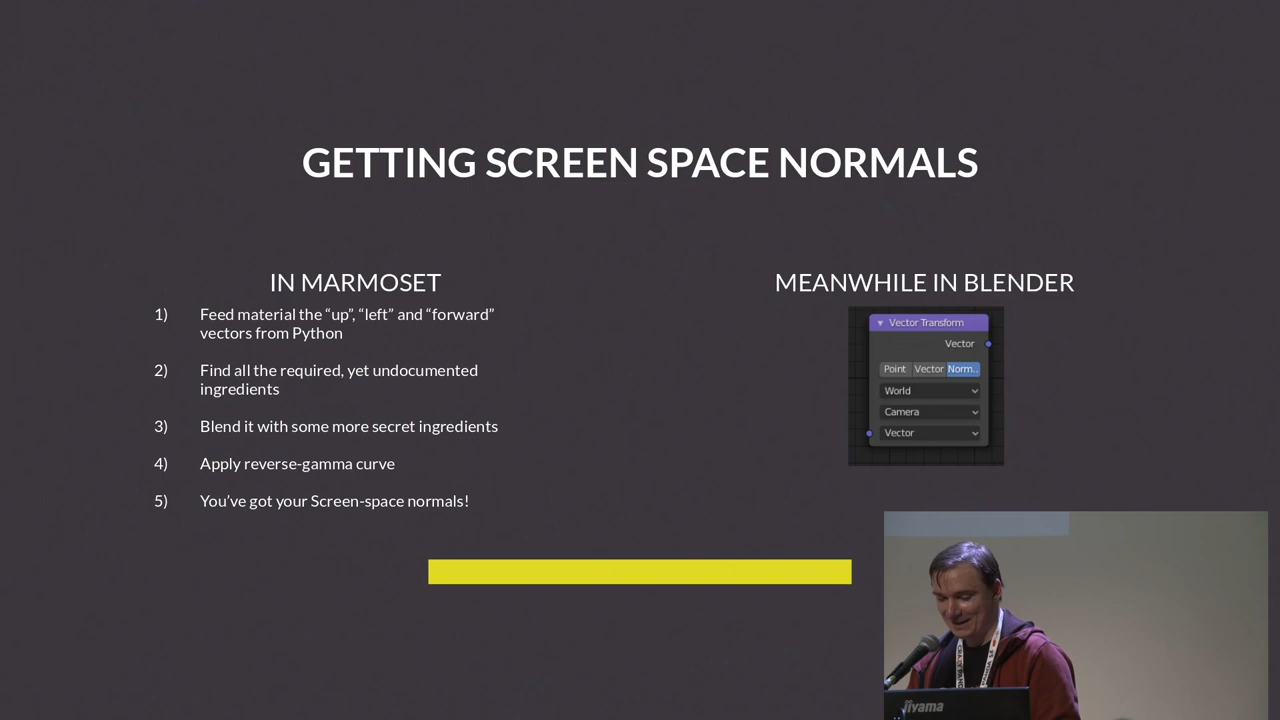 GETTING SCREEN SPACE NORMALS
IN MARMOSET
1) Feed material the “up”, “left” and “forward”
vectors from Python
2) Find all the required, yet undocumented
ingredients
3) Blend it with some more secret ingredients
4) Apply reverse-gamma curve
5) You’ve got your Screen-space normals!
MEANWHILE IN BLENDER
Vector Transform
Vector
Point Vector Norm..
World
Camera
Vector
iiyama